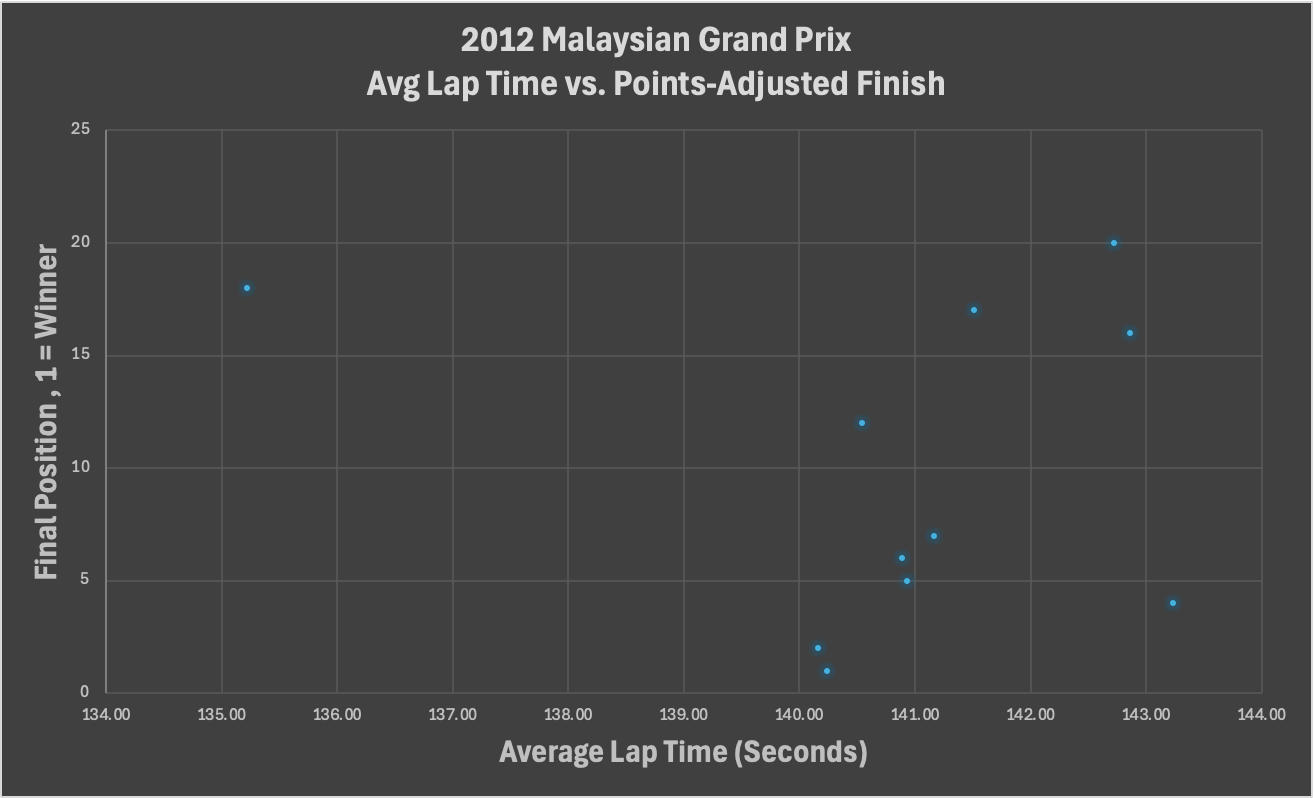 2012 Malaysian Grand Prix
Avg Lap Time vs. Points-Adjusted Finish
25
20
15
10
5
0
Final Position , 1 = Winner
134.00 135.00 136.00 137.00 138.00 139.00 140.00 141.00 142.00 143.00 144.00
Average Lap Time (Seconds)